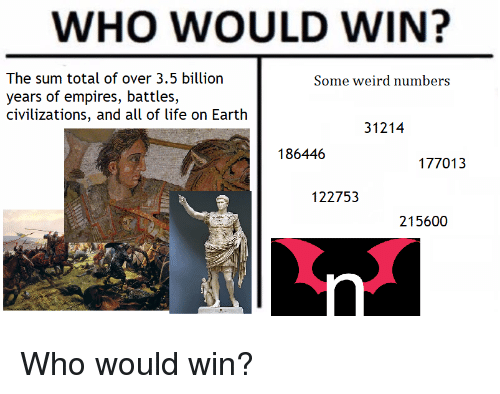 WHO WOULD WIN?
The sum total of over 3.5 billion
years of empires, battles,
civilizations, and all of life on Earth
Some weird numbers
31214
186446
177013
122753
215600
n
Who would win?